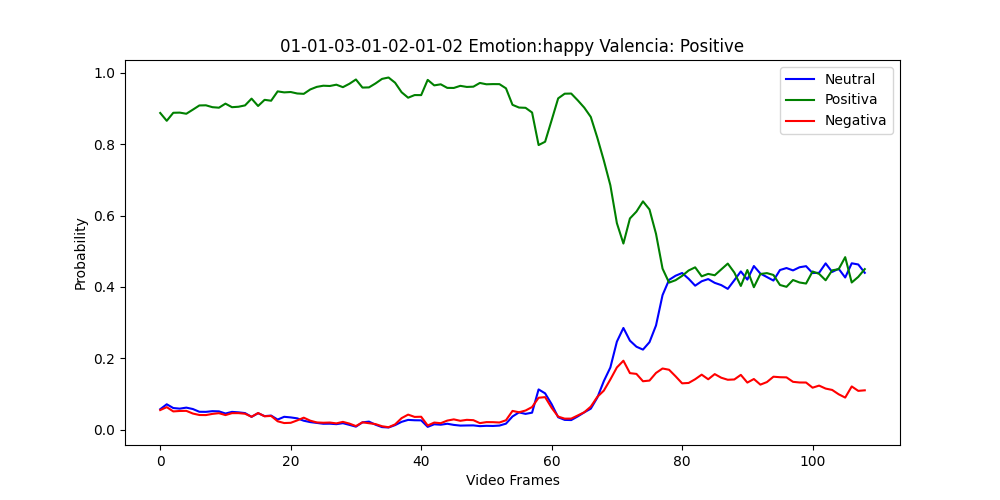 01-01-03-01-02-01-02 Emotion:happy Valencia: Positive
Neutral
Positiva
Negativa
Probability
1.0
0.8
0.6
0.4
0.2
0.0
0 20 40 60 80 100
Video Frames